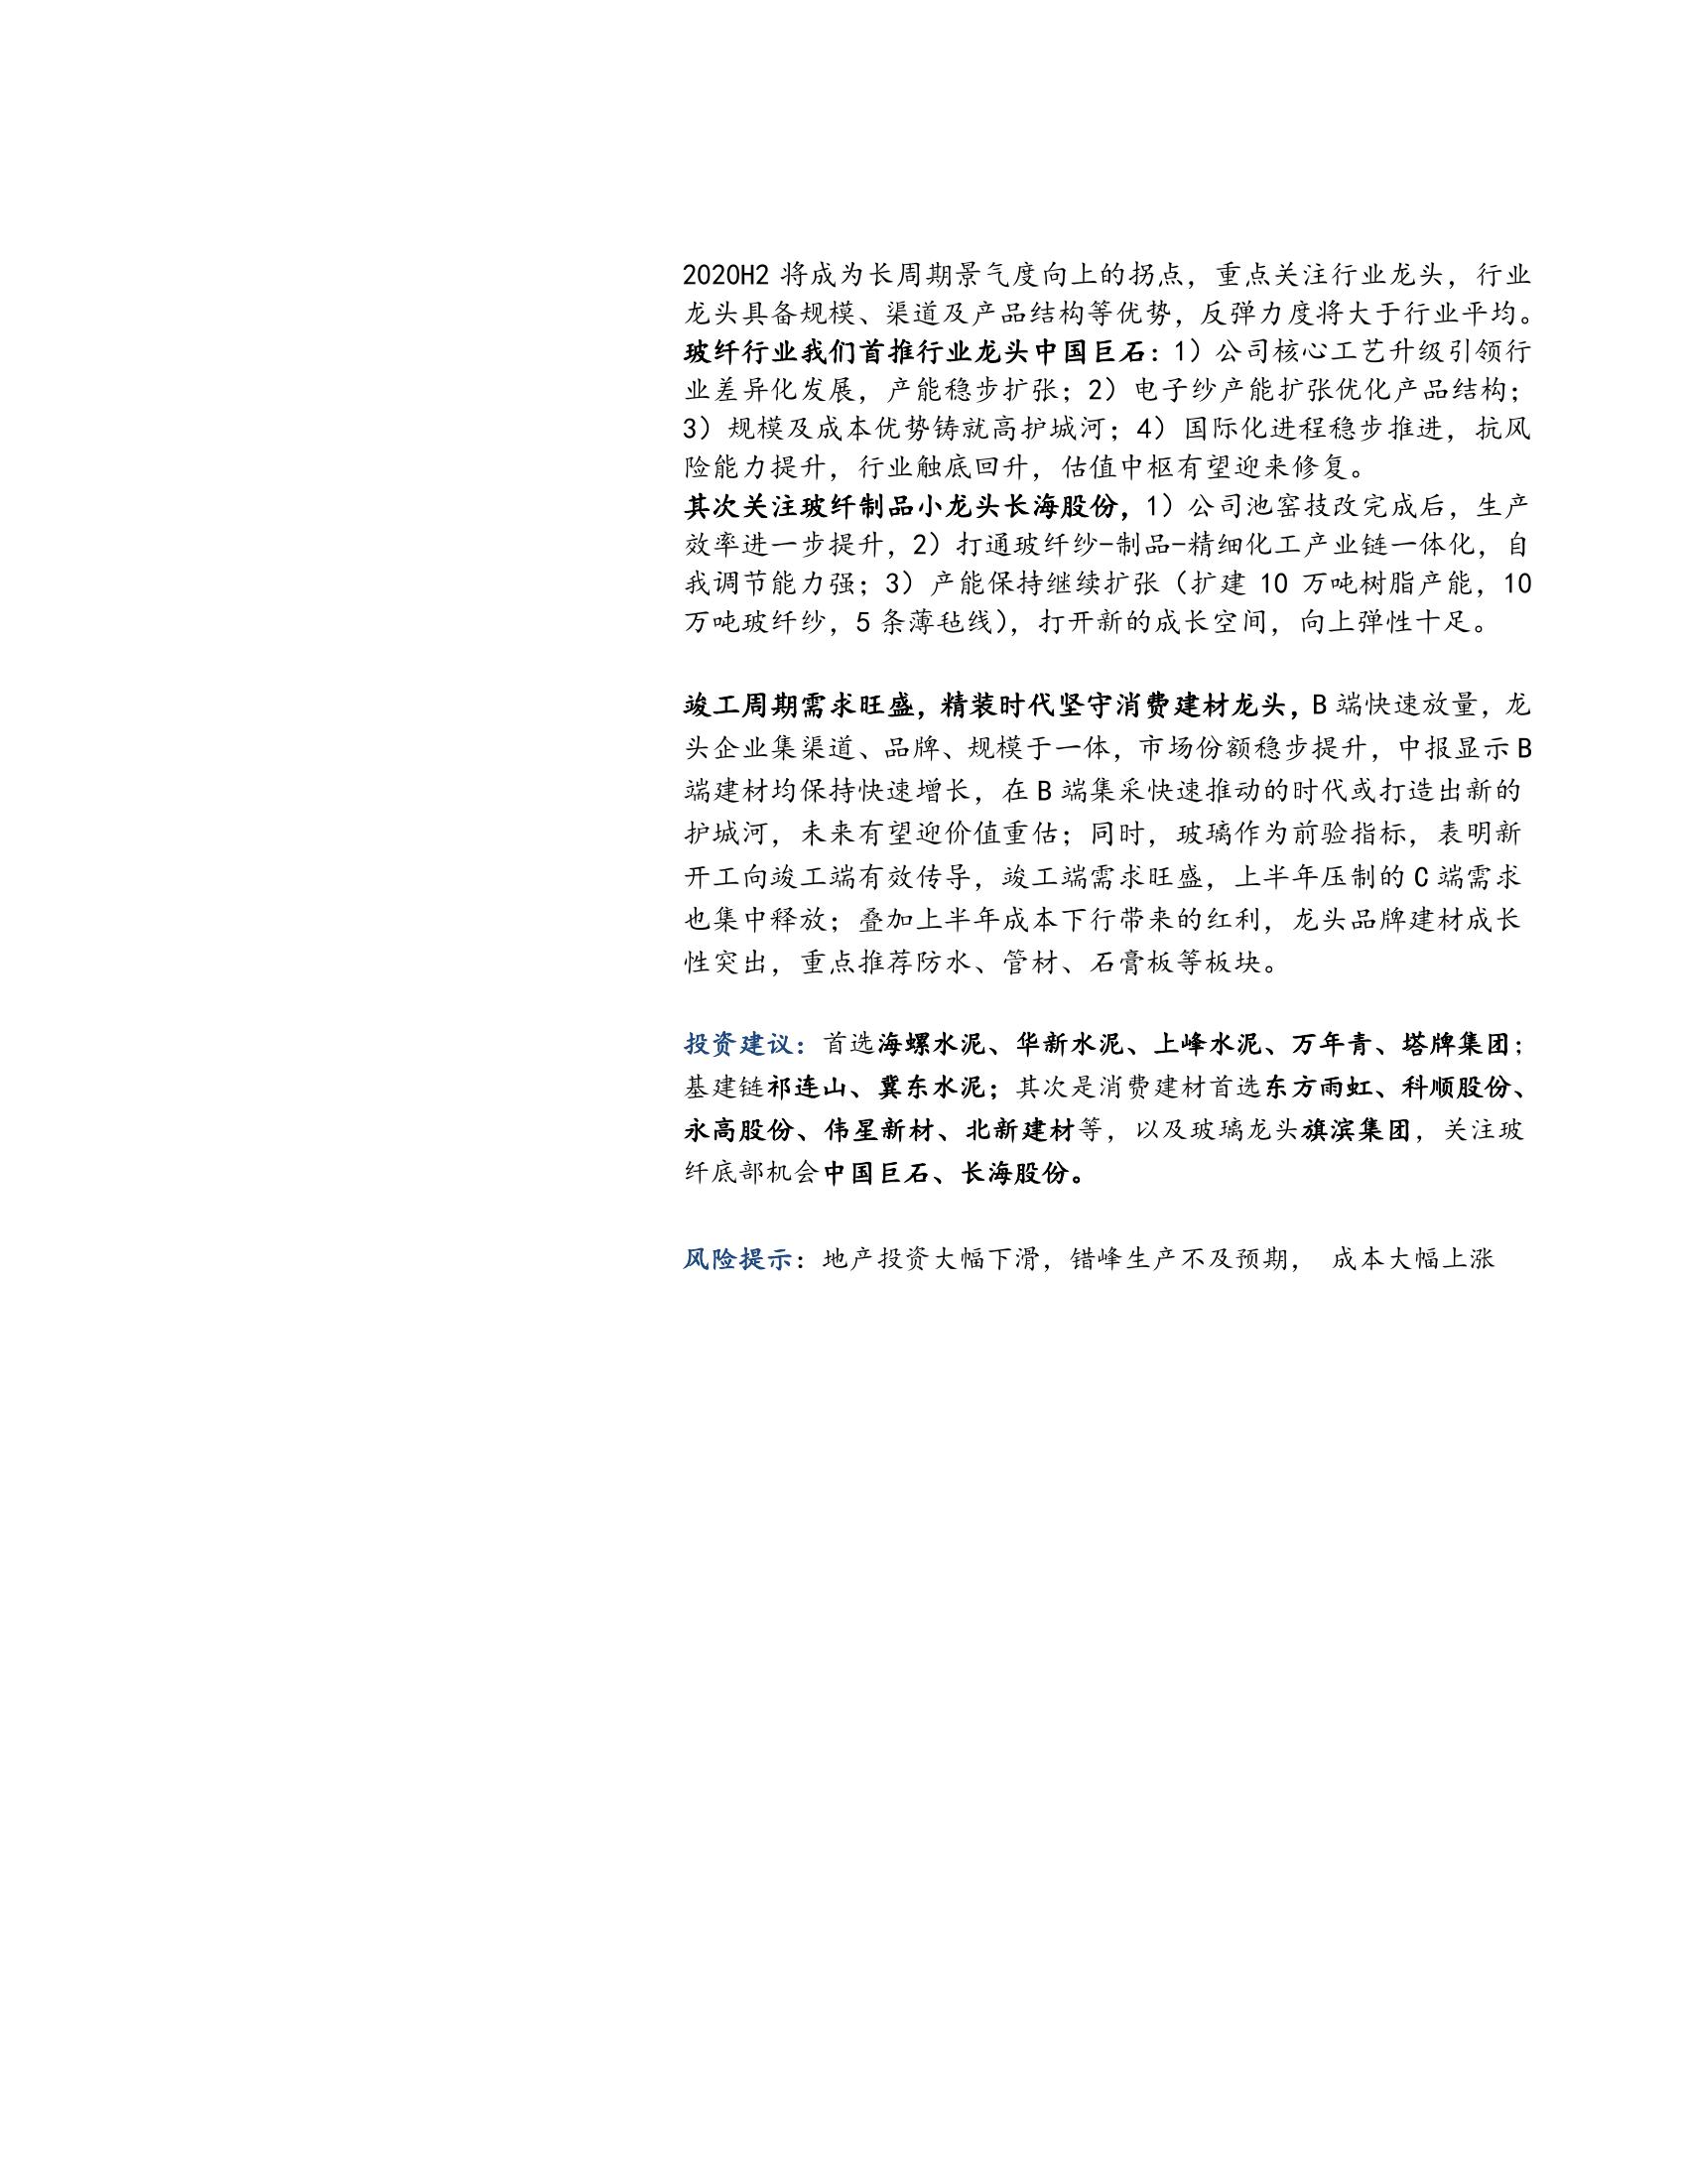 2020H2 将成为长周期景气度向上的拐点，重点关注行业龙头，行业
龙头具备规模、渠道及产品结构等优势，反弹力度将大于行业平均。
玻纤行业我们首推行业龙头中国巨石：1）公司核心工艺升级引领行
业差异化发展，产能稳步扩张；2）电子纱产能扩张优化产品结构；
3）规模及成本优势铸就高护城河；4）国际化进程稳步推进，抗风
险能力提升，行业触底回升，估值中枢有望迎来修复。
其次关注玻纤制品小龙头长海股份，1）公司池窑技改完成后，生产
效率进一步提升，2）打通玻纤纱-制品-精细化工产业链一体化，自
我调节能力强；3）产能保持继续扩张（扩建 10 万吨树脂产能，10
万吨玻纤纱，5 条薄毡线），打开新的成长空间，向上弹性十足。
竣工周期需求旺盛，精装时代坚守消费建材龙头，B 端快速放量，龙
头企业集渠道、品牌、规模于一体，市场份额稳步提升，中报显示 B
端建材均保持快速增长，在 B 端集采快速推动的时代或打造出新的
护城河，未来有望迎价值重估；同时，玻璃作为前验指标，表明新
开工向竣工端有效传导，竣工端需求旺盛，上半年压制的 C 端需求
也集中释放；叠加上半年成本下行带来的红利，龙头品牌建材成长
性突出，重点推荐防水、管材、石膏板等板块。
投资建议：首选海螺水泥、华新水泥、上峰水泥、万年青、塔牌集团；
基建链祁连山、冀东水泥；其次是消费建材首选东方雨虹、科顺股份、
永高股份、伟星新材、北新建材等，以及玻璃龙头旗滨集团，关注玻
纤底部机会中国巨石、长海股份。
风险提示：地产投资大幅下滑，错峰生产不及预期， 成本大幅上涨